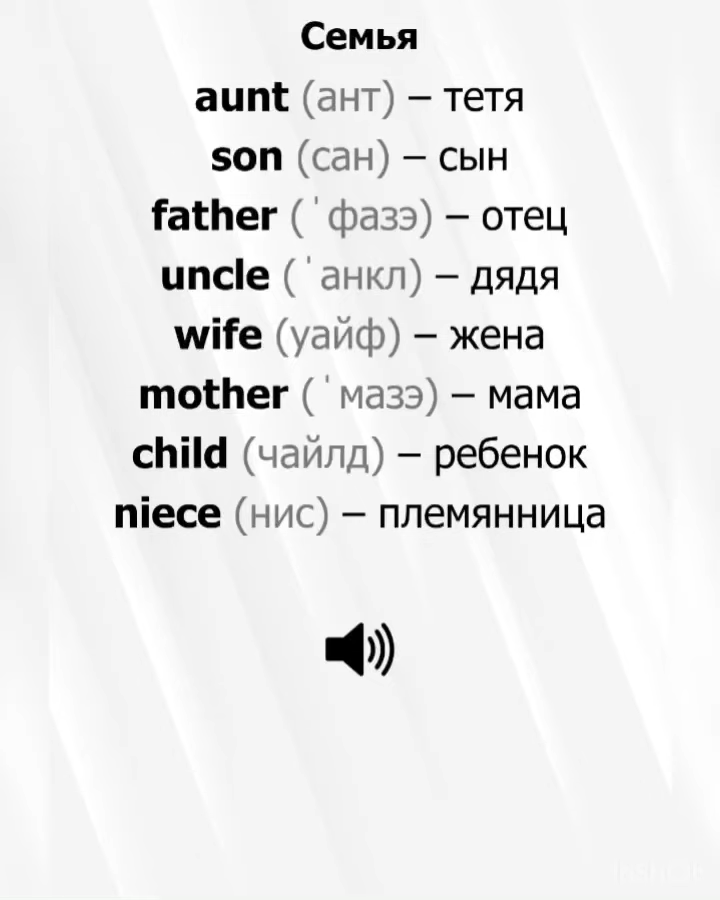 Семья
aunt (ант) – тетя
son (сан) – сын
father (ˈфазэ) – отец
uncle (ˈанкл) – дядя
wife (уайф) – жена
mother (ˈмазэ) – мама
child (чайлд) – ребенок
niece (нис) – племянница